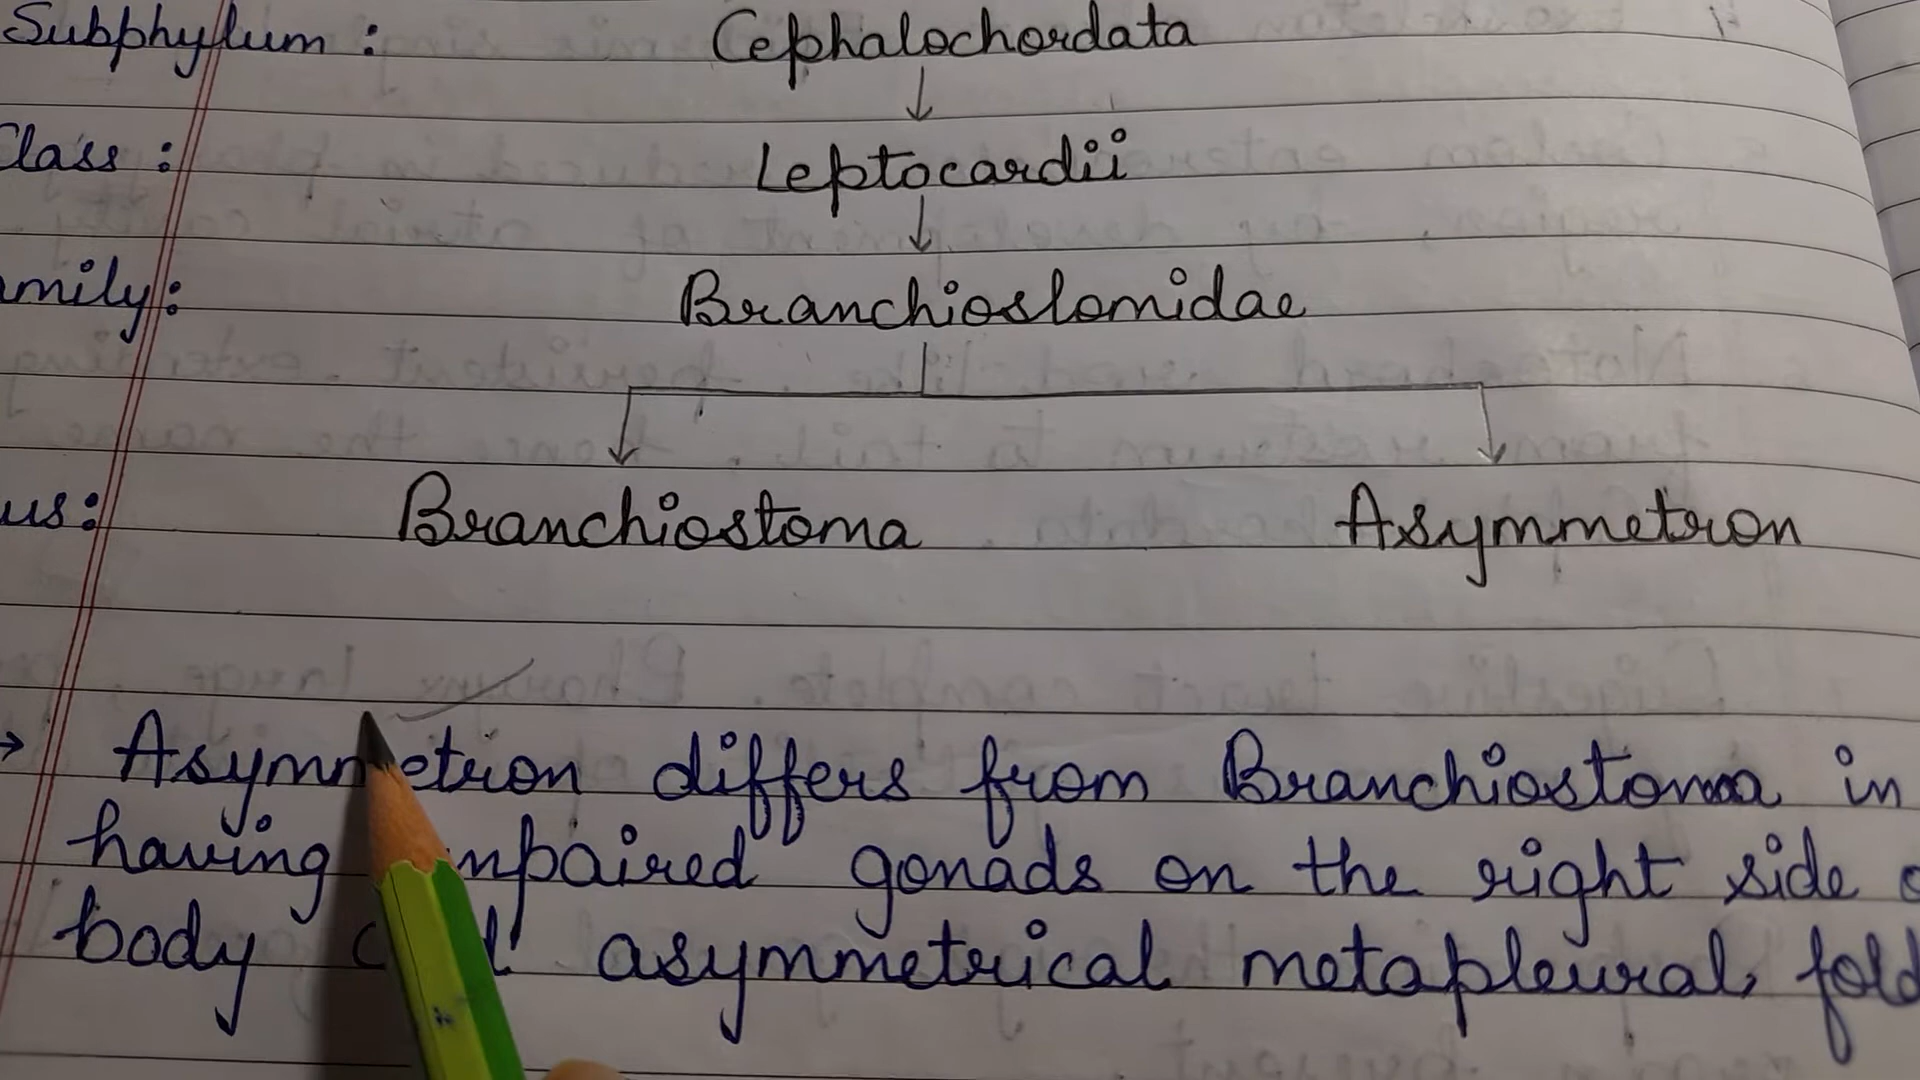 Subphylum : Cephalochordata
Class : Leptocardii
mily: Branchiostomidae
us: Branchiostoma Asymmetron
→ Asymmetron differs from Branchiostoma in
having unpaired gonads on the right side
body asymmetrical metapleural fold